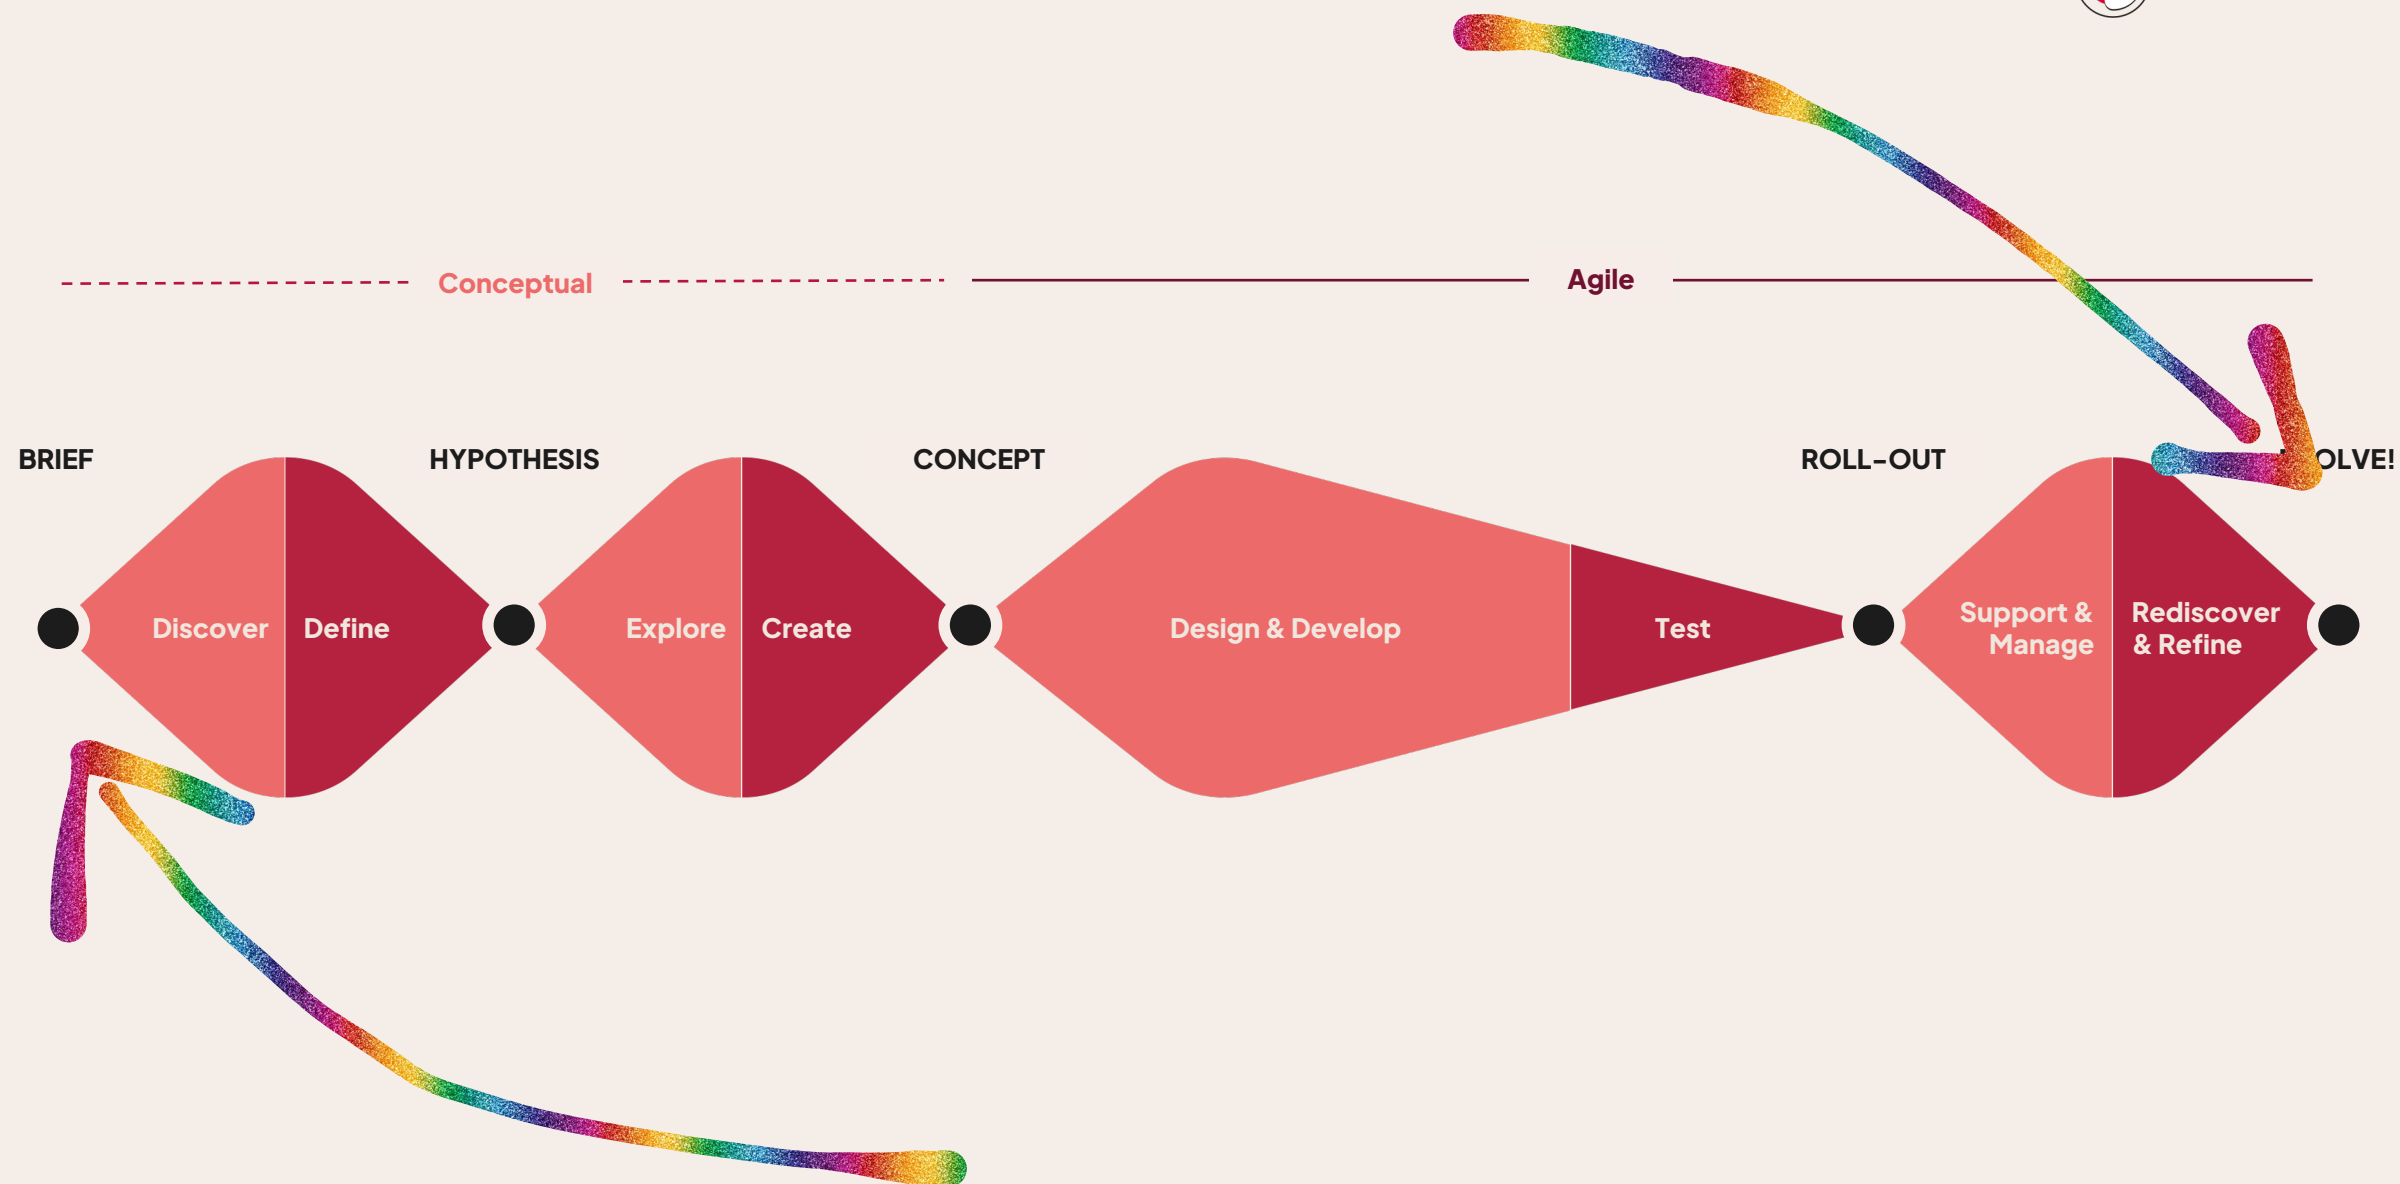 Conceptual
Agile
BRIEF
HYPOTHESIS
CONCEPT
ROLL-OUT
OLVE!
Discover
Define
Explore
Create
Design & Develop
Test
Support &
Manage
Rediscover
& Refine